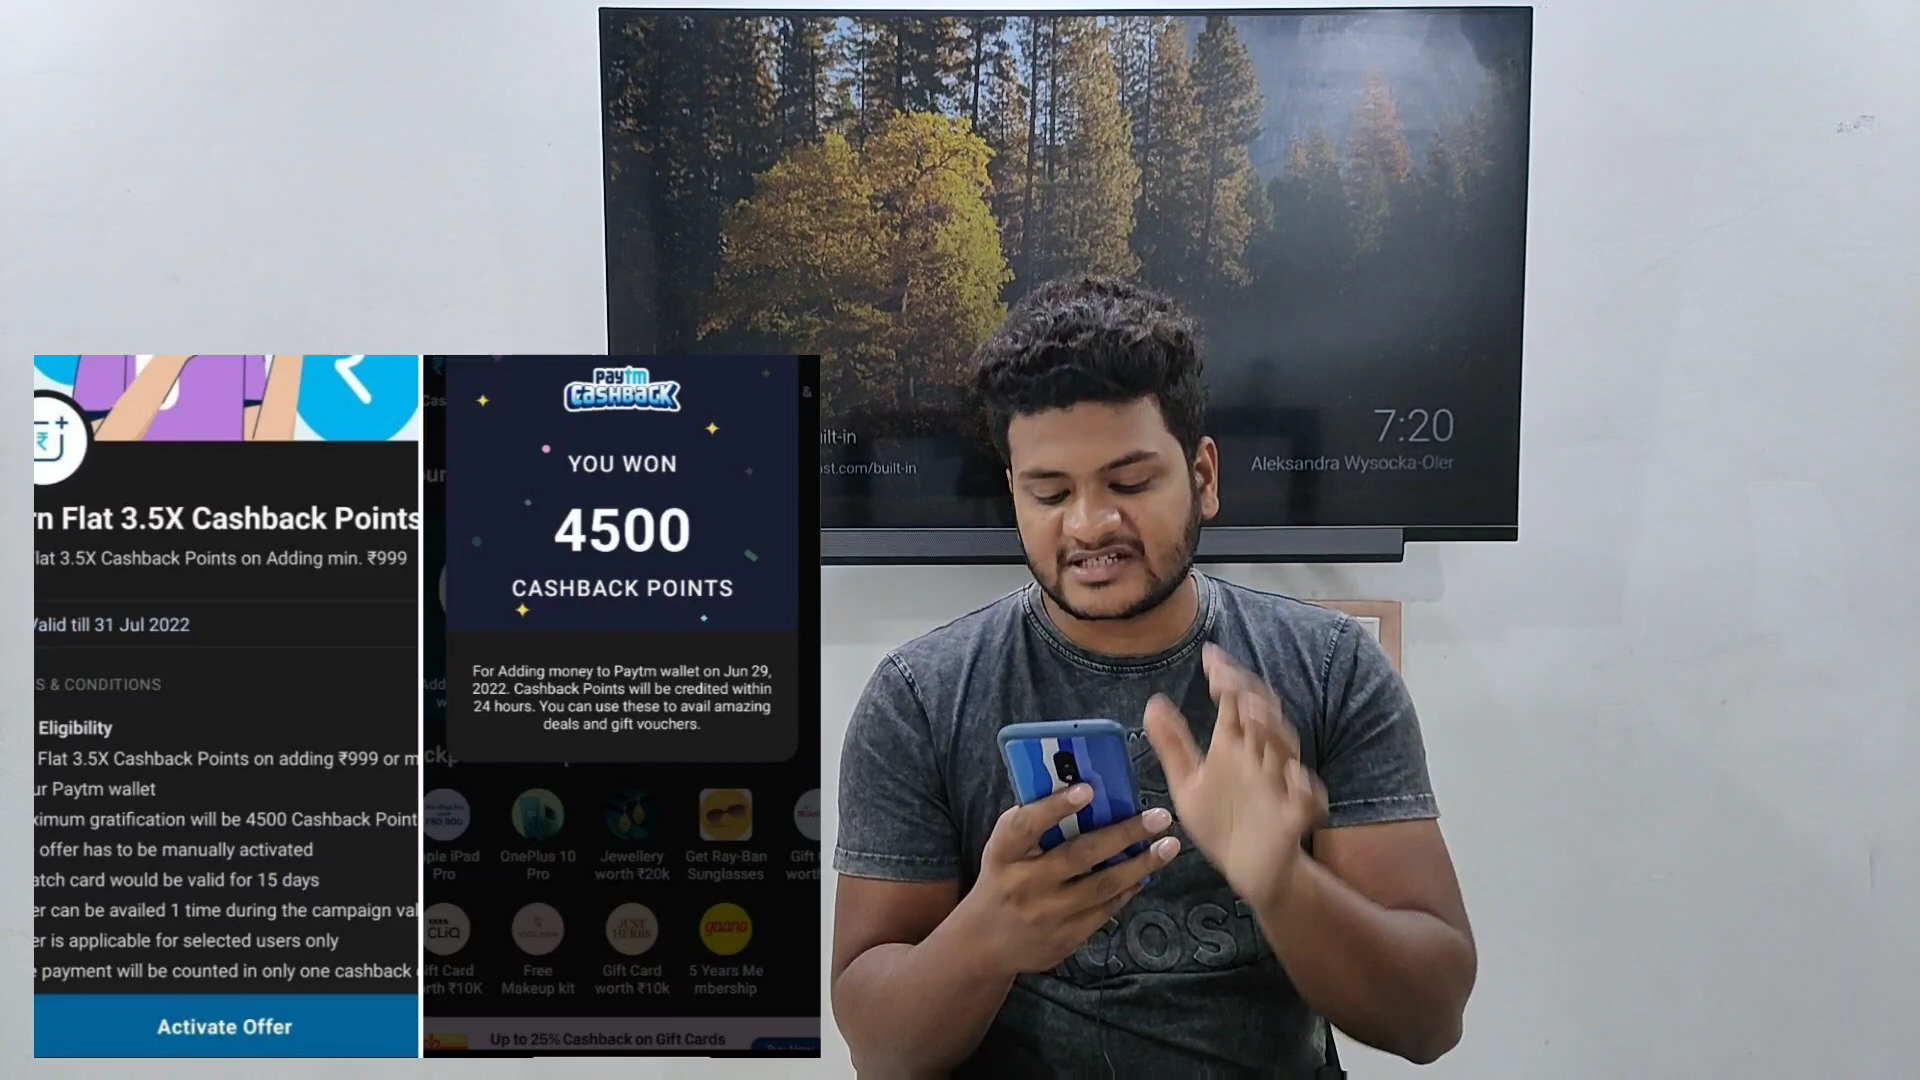 7:20
Aleksandra Wysocka-Oler
ilt-in
st.com/built-in
COST
₹
n Flat 3.5X Cashback Points
lat 3.5X Cashback Points on Adding min. ₹999
alid till 31 Jul 2022
S & CONDITIONS
Eligibility
Flat 3.5X Cashback Points on adding ₹999 or m
ur Paytm wallet
ximum gratification will be 4500 Cashback Point
offer has to be manually activated
atch card would be valid for 15 days
er can be availed 1 time during the campaign val
er is applicable for selected users only
payment will be counted in only one cashback
Activate Offer
paytm
CASHBACK
YOU WON
4500
CASHBACK POINTS
For Adding money to Paytm wallet on Jun 29,
2022. Cashback Points will be credited within
24 hours. You can use these to avail amazing
deals and gift vouchers.
ple iPad
Pro
OnePlus 10
Pro
Jewellery
worth ₹20k
Get Ray-Ban
Sunglasses
Gift
wort
TATA
CLiQ
JUST
HERBS
gaana
ift Card
rth ₹10K
Free
Makeup kit
Gift Card
worth ₹10k
5 Years Me
mbership
Up to 25% Cashback on Gift Cards